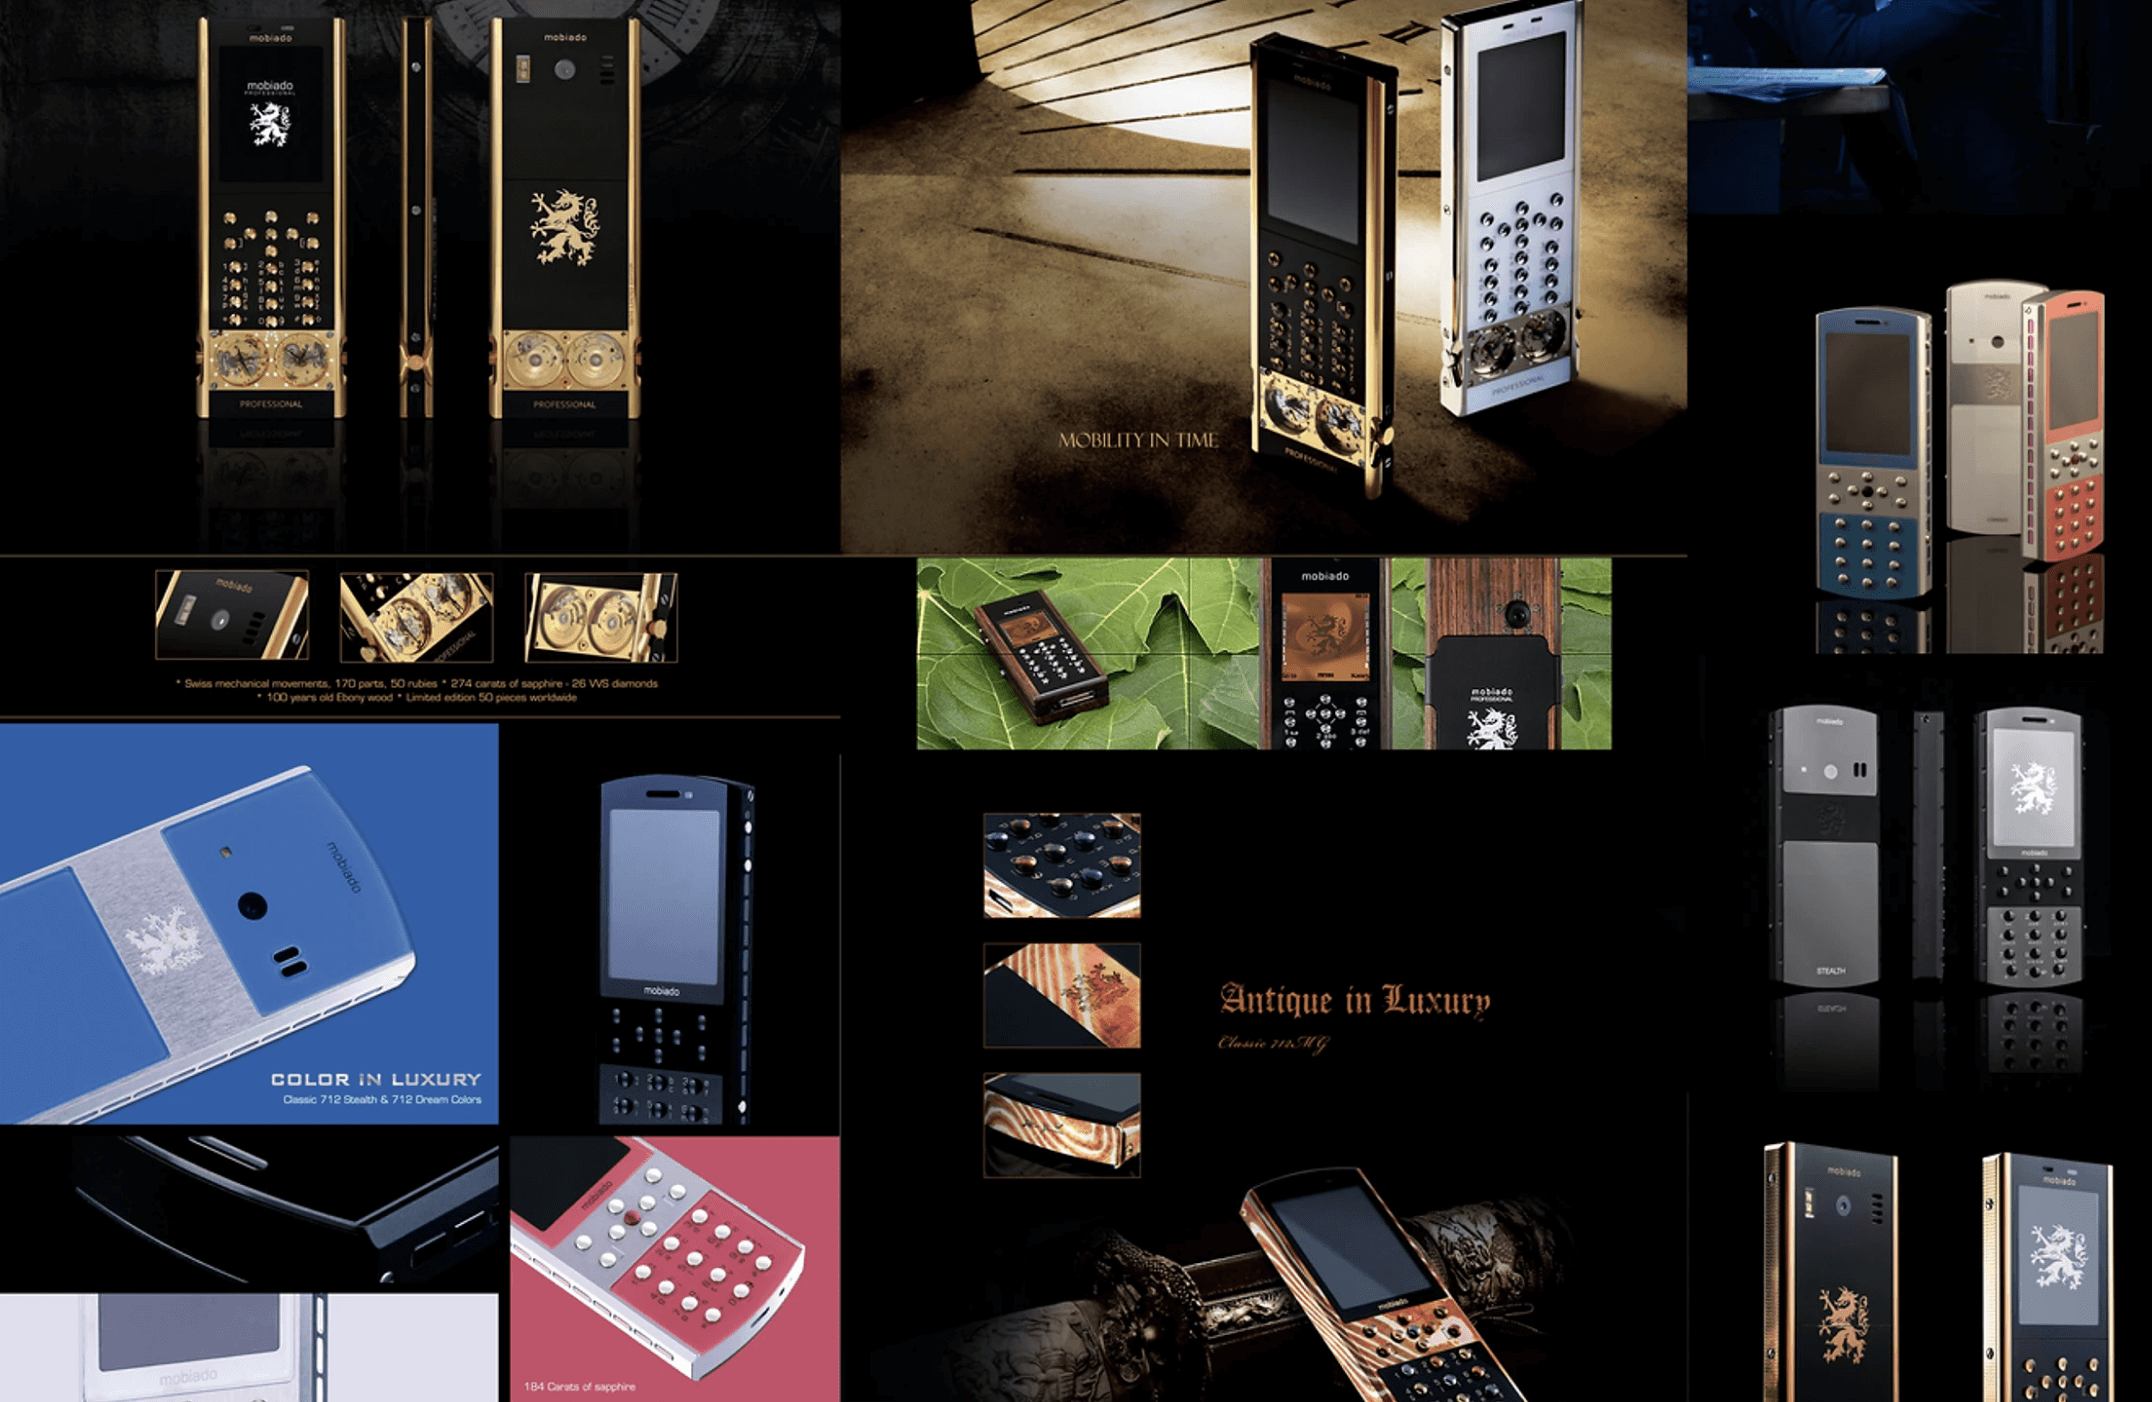 mobiado
mobiado
PROFESSIONAL
mobiado
PROFESSIONAL
PROFESSIONAL
mobiado
MOBILITY IN TIME
PROFESSIONAL
PROFESSIONAL
mobiado
mobiado
PROFESSIONAL
* Swiss mechanical movements, 170 parts, 50 rubies * 274 carats of sapphire - 26 VVS diamonds
* 100 years old Ebony wood * Limited edition 50 pieces worldwide
mobiado
mobiado
mobiado
PROFESSIONAL
mobiado
COLOR IN LUXURY
Classic 712 Stealth & 712 Dream Colors
mobiado
mobiado
184 Carats of sapphire
mobiado
Antique in Luxury
Classic 712MG
mobiado
mobiado
mobiado
STEALTH
mobiado
mobiado